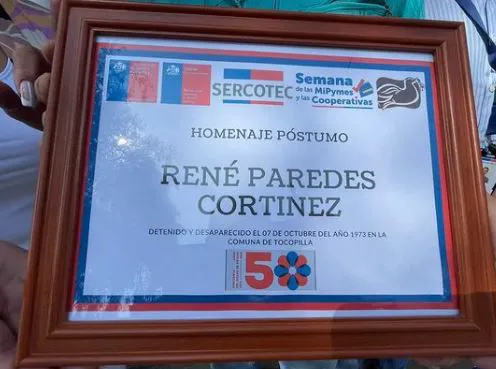 SERCOTEC
Semana
de las MiPymes
y las Cooperativas
HOMENAJE PÓSTUMO
RENÉ PAREDES
CORTINEZ
DETENIDO Y DESAPARECIDO EL 07 DE OCTUBRE DEL AÑO 1973 EN LA
COMUNA DE TOCOPILLA
50